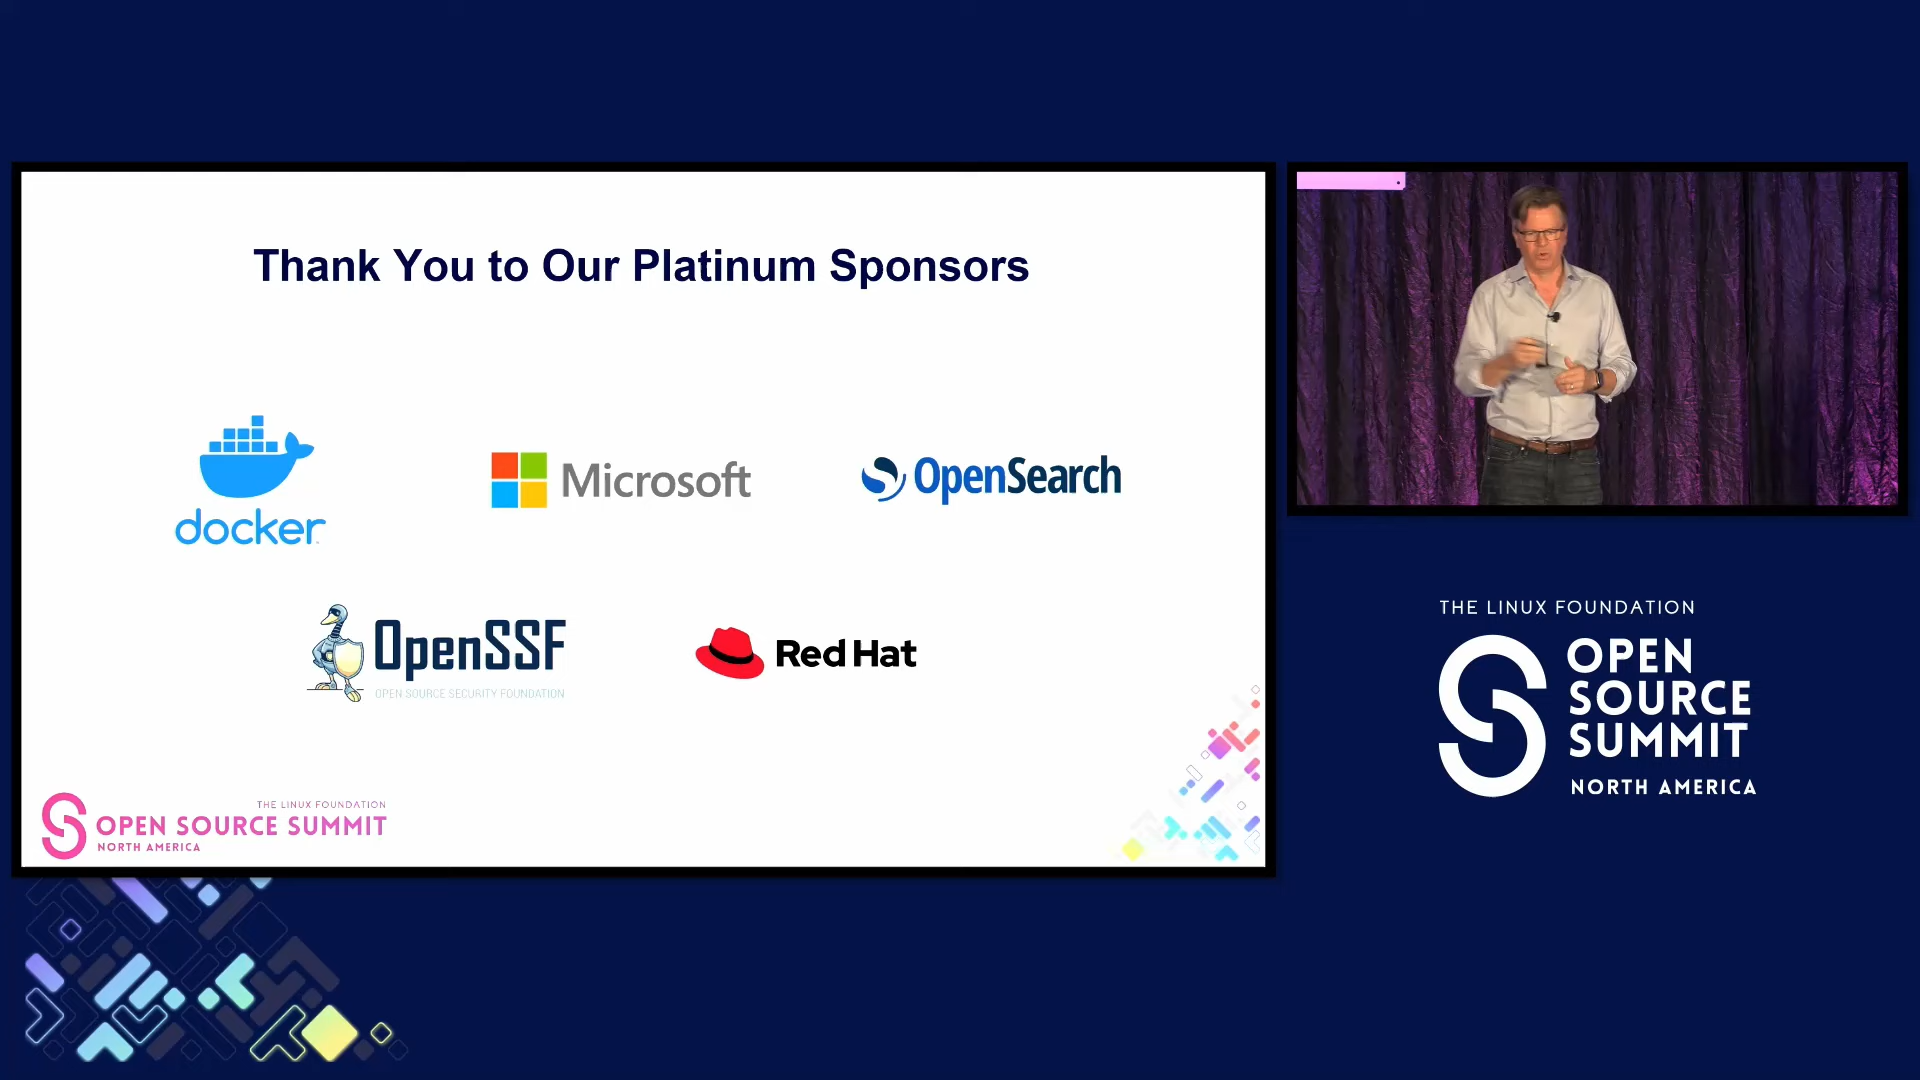 Thank You to Our Platinum Sponsors
docker
Microsoft
OpenSearch
OpenSSF
OPEN SOURCE SECURITY FOUNDATION
Red Hat
THE LINUX FOUNDATION
OPEN SOURCE SUMMIT
NORTH AMERICA
THE LINUX FOUNDATION
OPEN
SOURCE
SUMMIT
NORTH AMERICA